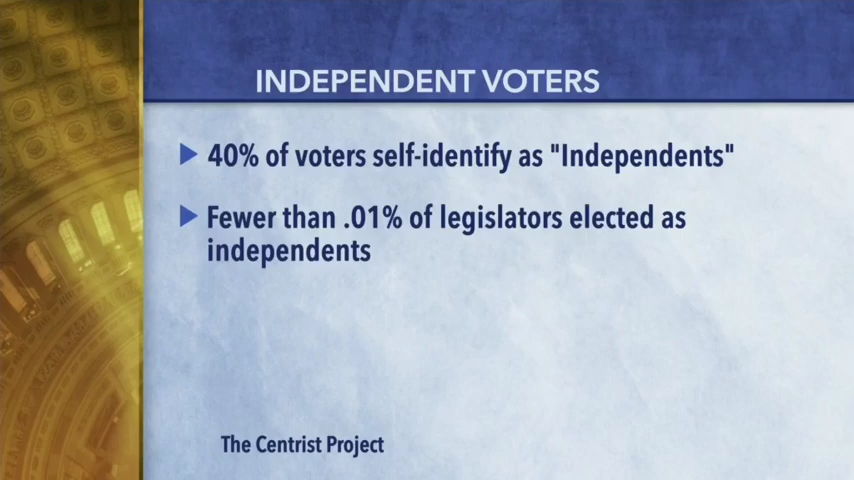 INDEPENDENT VOTERS
40% of voters self-identify as "Independents"
Fewer than .01% of legislators elected as
independents
The Centrist Project